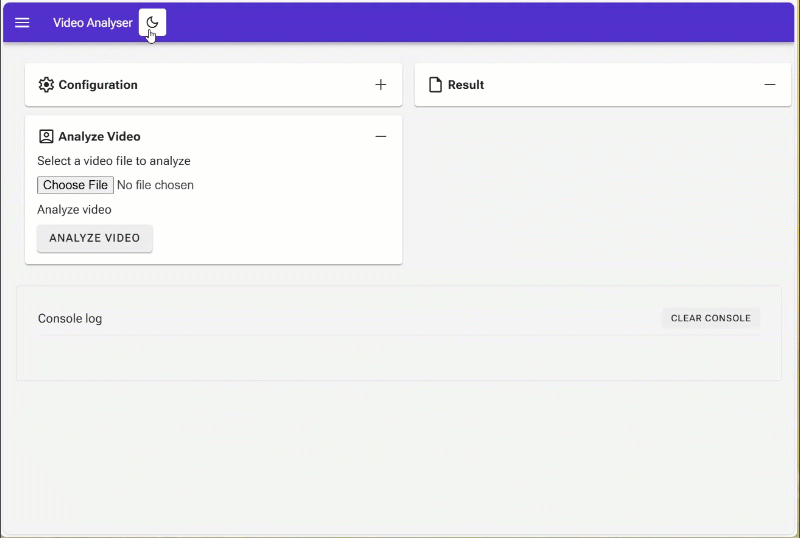 Video Analyser
Configuration
Result
Analyze Video
Select a video file to analyze
Choose File No file chosen
Analyze video
ANALYZE VIDEO
Console log
CLEAR CONSOLE